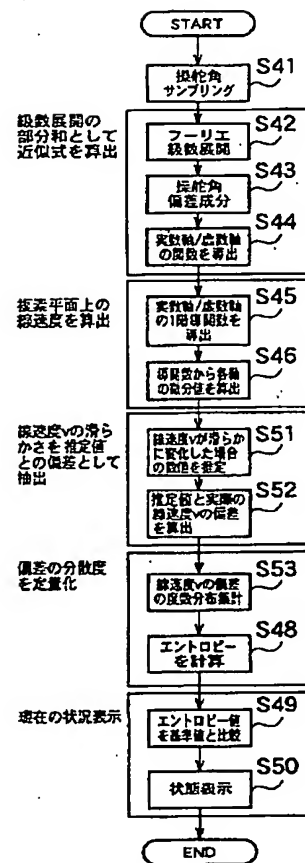 START
S41
操舵角
サンプリング
級数展開の
部分和として
近似式を算出
S42
フーリエ
級数展開
S43
操舵角
偏差成分
S44
実数軸/虚数軸
の関数を導出
複素平面上の
線速度を算出
S45
実数軸/虚数軸
の1階導関数を
導出
S46
導関数から各軸
の微分値を算出
線速度vの滑ら
かさを推定値
との偏差として
抽出
S51
線速度vが滑らか
に変化した場合
の数値を推定
S52
推定値と実際の
線速度vの偏差
を算出
偏差の分散度
を定量化
S53
線速度vの偏差
の度数分布集計
S48
エントロピー
を計算
現在の状況表示
S49
エントロピー値
を基準値と比較
S50
状態表示
END